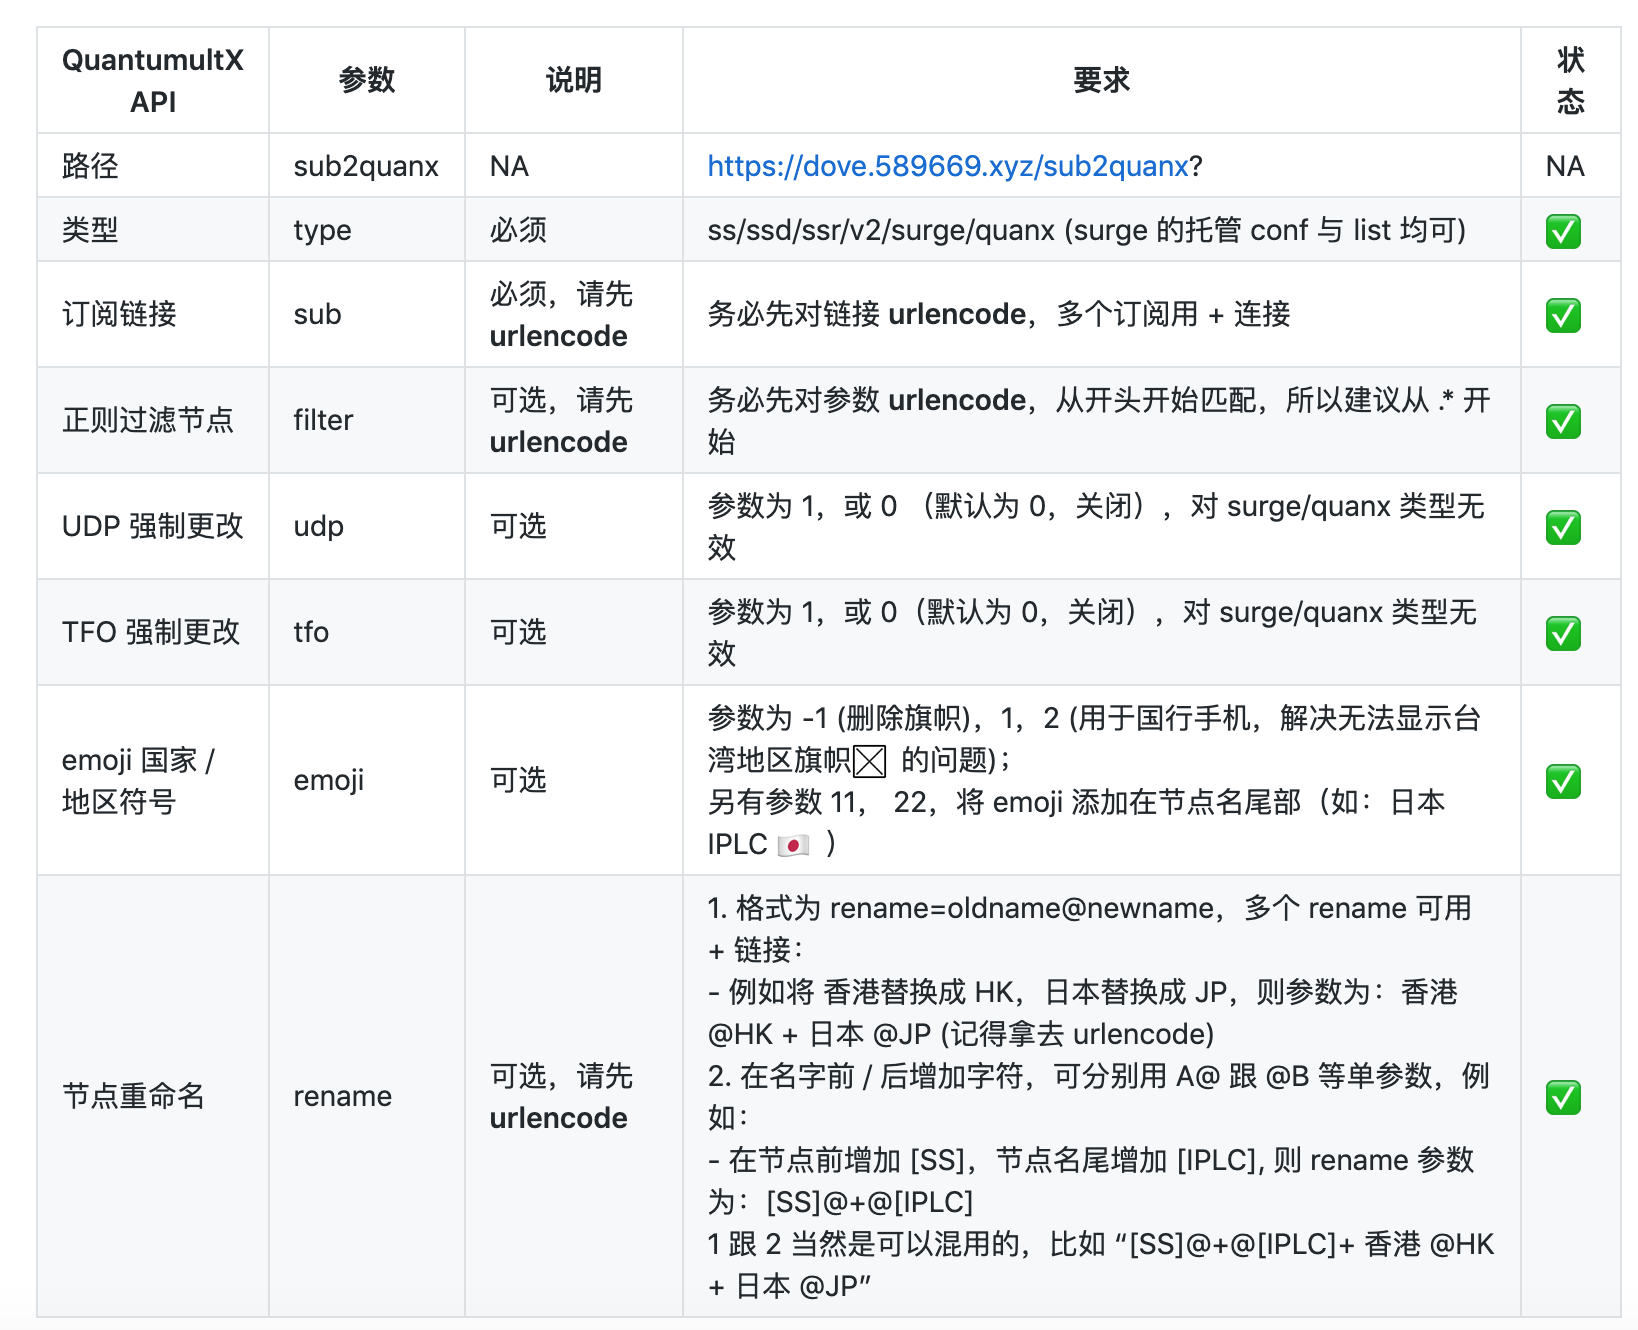 QuantumultX
API
参数
说明
要求
状
态
路径
sub2quanx
NA
https://dove.589669.xyz/sub2quanx?
NA
类型
type
必须
ss/ssd/ssr/v2/surge/quanx (surge 的托管 conf 与 list 均可)
✅
订阅链接
sub
必须，请先
urlencode
务必先对链接 urlencode，多个订阅用 + 连接
✅
正则过滤节点
filter
可选，请先
urlencode
务必先对参数 urlencode，从开头开始匹配，所以建议从 .* 开
始
✅
UDP 强制更改
udp
可选
参数为 1，或 0 （默认为 0，关闭），对 surge/quanx 类型无
效
✅
TFO 强制更改
tfo
可选
参数为 1，或 0（默认为 0，关闭），对 surge/quanx 类型无
效
✅
emoji 国家 /
地区符号
emoji
可选
参数为 -1 (删除旗帜)，1，2 (用于国行手机，解决无法显示台
湾地区旗帜 的问题)；
另有参数 11， 22，将 emoji 添加在节点名尾部（如：日本
IPLC 🇯🇵 ）
✅
节点重命名
rename
可选，请先
urlencode
1. 格式为 rename=oldname@newname，多个 rename 可用
+ 链接：
- 例如将 香港替换成 HK，日本替换成 JP，则参数为：香港
@HK + 日本 @JP (记得拿去 urlencode)
2. 在名字前 / 后增加字符，可分别用 A@ 跟 @B 等单参数，例
如：
- 在节点前增加 [SS]，节点名尾增加 [IPLC], 则 rename 参数
为：[SS]@+@[IPLC]
1 跟 2 当然是可以混用的，比如 “[SS]@+@[IPLC]+ 香港 @HK
+ 日本 @JP”
✅